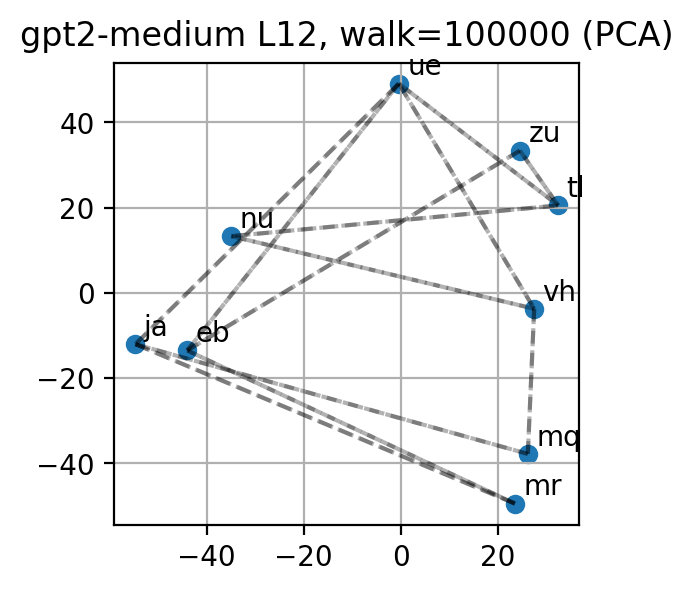 gpt2-medium L12, walk=100000 (PCA)
ue
zu
tl
nu
vh
ja
eb
mq
mr
40
20
0
−20
−40
−40 −20 0 20